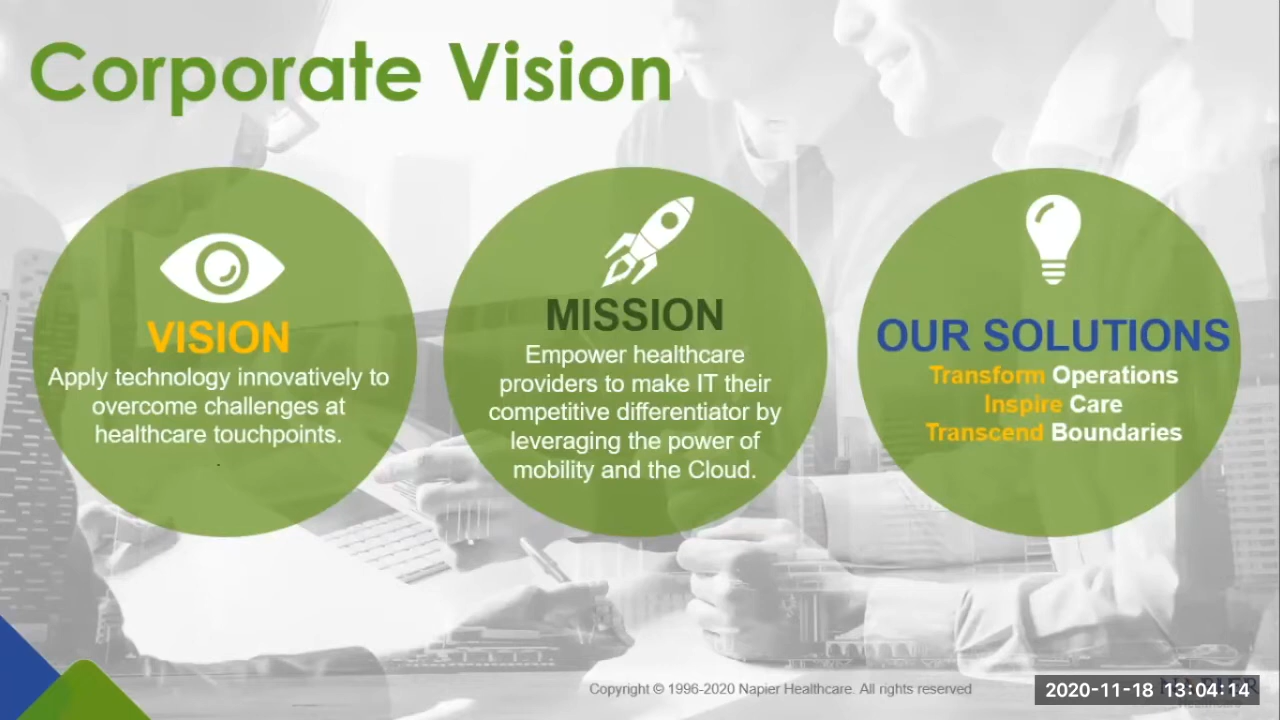 Corporate Vision
VISION
Apply technology innovatively to
overcome challenges at
healthcare touchpoints.
.
MISSION
Empower healthcare
providers to make IT their
competitive differentiator by
leveraging the power of
mobility and the Cloud.
OUR SOLUTIONS
Transform Operations
Inspire Care
Transcend Boundaries
Copyright © 1996-2020 Napier Healthcare. All rights reserved
2020-11-18 13:04:14